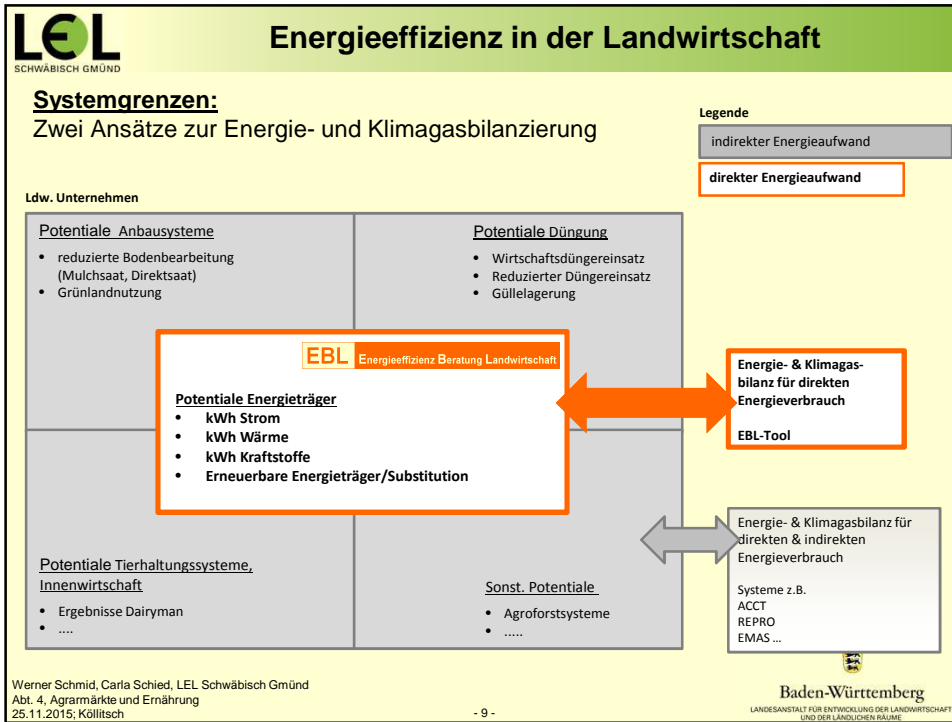 LEL
SCHWÄBISCH GMÜND
Energieeffizienz in der Landwirtschaft
Systemgrenzen:
Zwei Ansätze zur Energie- und Klimagasbilanzierung
Legende
indirekter Energieaufwand
direkter Energieaufwand
Ldw. Unternehmen
Potentiale Anbausysteme
• reduzierte Bodenbearbeitung
(Mulchsaat, Direktsaat)
• Grünlandnutzung
Potentiale Düngung
• Wirtschaftsdüngereinsatz
• Reduzierter Düngereinsatz
• Güllelagerung
EBL Energieeffizienz Beratung Landwirtschaft
Potentiale Energieträger
• kWh Strom
• kWh Wärme
• kWh Kraftstoffe
• Erneuerbare Energieträger/Substitution
Energie- & Klimagas-
bilanz für direkten
Energieverbrauch
EBL-Tool
Potentiale Tierhaltungssysteme,
Innenwirtschaft
• Ergebnisse Dairyman
• ....
Sonst. Potentiale
• Agroforstsysteme
• .....
Energie- & Klimagasbilanz für
direkten & indirekten
Energieverbrauch
Systeme z.B.
ACCT
REPRO
EMAS ...
Werner Schmid, Carla Schied, LEL Schwäbisch Gmünd
Abt. 4, Agrarmärkte und Ernährung
25.11.2015; Köllitsch
- 9 -
Baden-Württemberg
LANDESANSTALT FÜR ENTWICKLUNG DER LANDWIRTSCHAFT
UND DER LÄNDLICHEN RÄUME